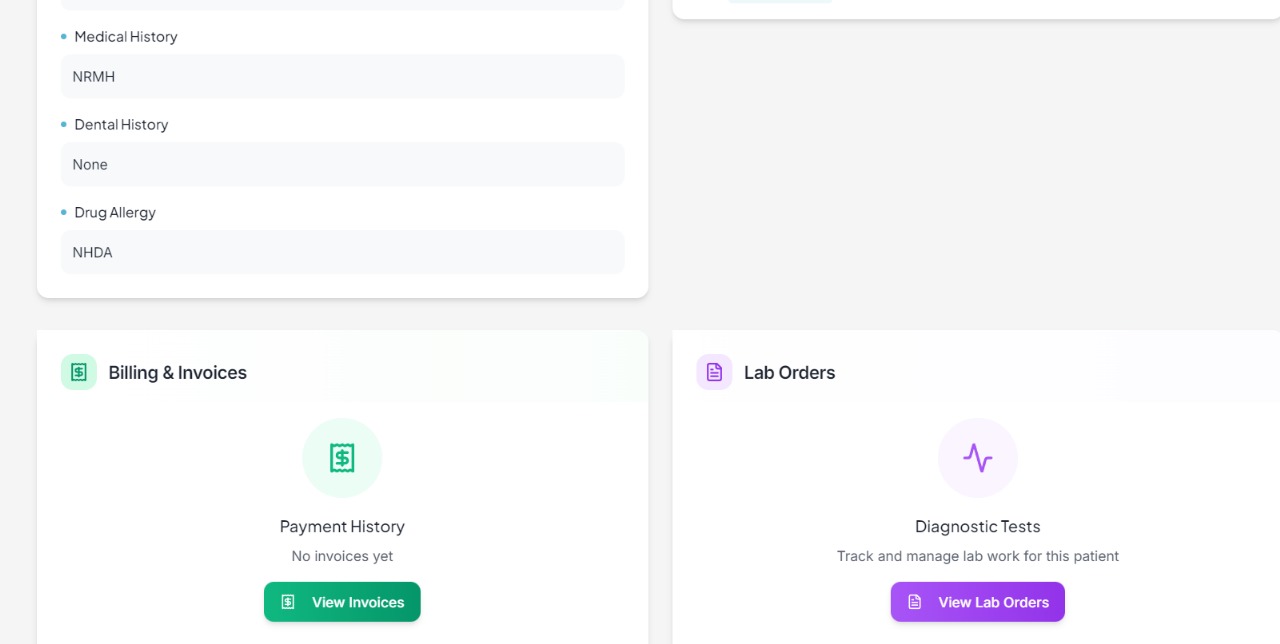 Medical History
NRMH
Dental History
None
Drug Allergy
NHDA
Billing & Invoices
Payment History
No invoices yet
View Invoices
Lab Orders
Diagnostic Tests
Track and manage lab work for this patient
View Lab Orders